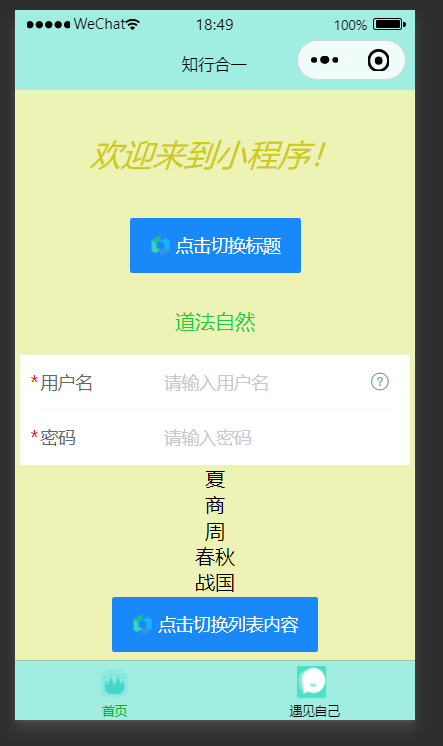 WeChat 18:49 100%
知行合一
欢迎来到小程序！
点击切换标题
道法自然
*用户名 请输入用户名 ?
*密码 请输入密码
夏
商
周
春秋
战国
点击切换列表内容
首页 遇见自己